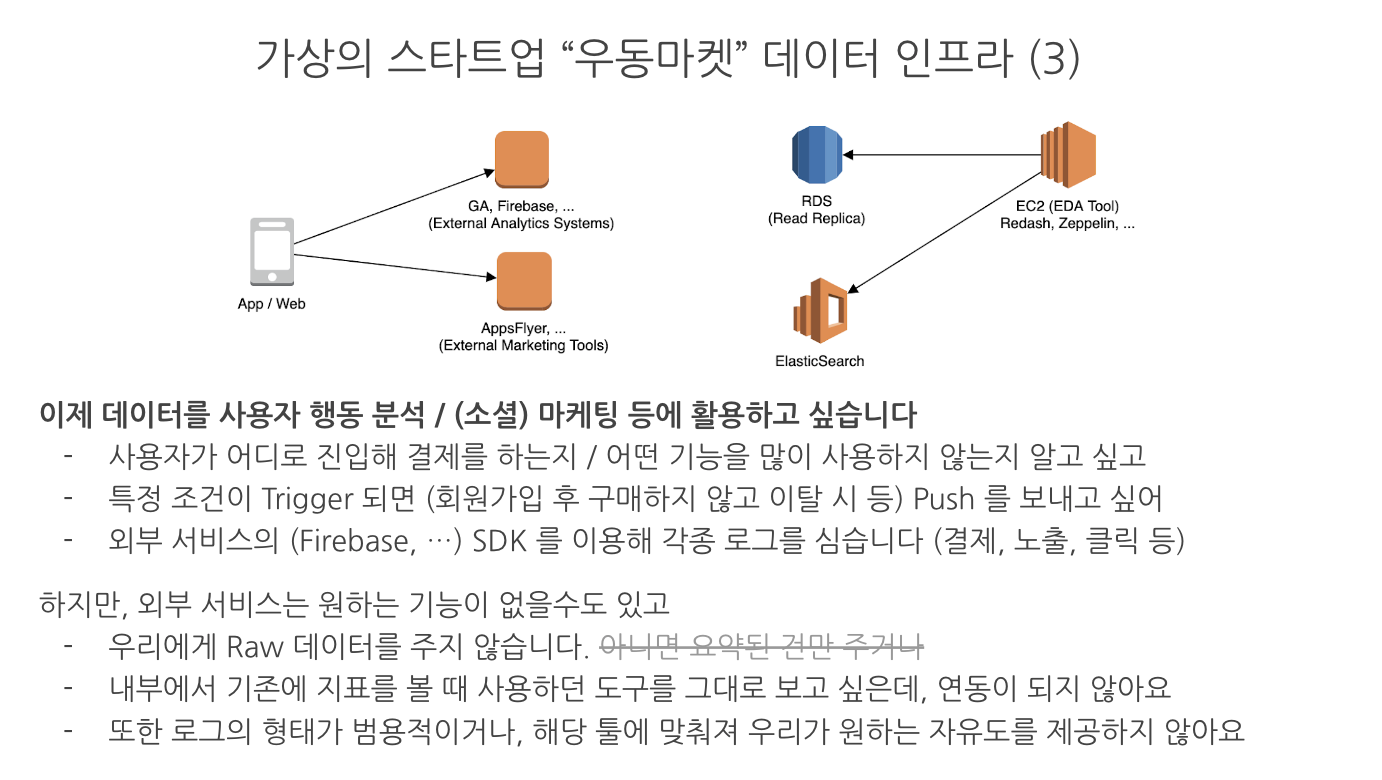 가상의 스타트업 “우동마켓” 데이터 인프라 (3)
GA, Firebase, ...
(External Analytics Systems)
App / Web
AppsFlyer, ...
(External Marketing Tools)
RDS
(Read Replica)
EC2 (EDA Tool)
Redash, Zeppelin, ...
ElasticSearch
이제 데이터를 사용자 행동 분석 / (소셜) 마케팅 등에 활용하고 싶습니다
- 사용자가 어디로 진입해 결제를 하는지 / 어떤 기능을 많이 사용하지 않는지 알고 싶고
- 특정 조건이 Trigger 되면 (회원가입 후 구매하지 않고 이탈 시 등) Push 를 보내고 싶어
- 외부 서비스의 (Firebase, …) SDK 를 이용해 각종 로그를 심습니다 (결제, 노출, 클릭 등)
하지만, 외부 서비스는 원하는 기능이 없을수도 있고
- 우리에게 Raw 데이터를 주지 않습니다. 아니면 요약된 건만 주거나
- 내부에서 기존에 지표를 볼 때 사용하던 도구를 그대로 보고 싶은데, 연동이 되지 않아요
- 또한 로그의 형태가 범용적이거나, 해당 툴에 맞춰져 우리가 원하는 자유도를 제공하지 않아요